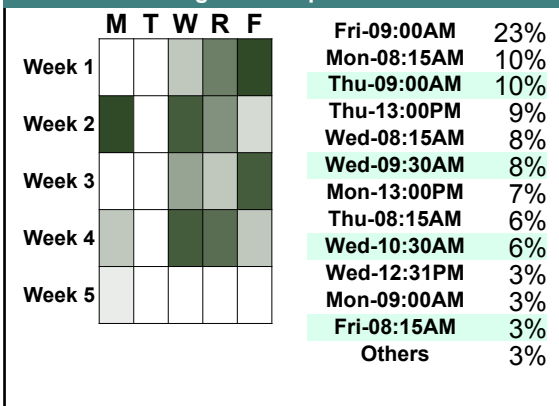 M T W R F
Week 1
Week 2
Week 3
Week 4
Week 5
Fri-09:00AM 23%
Mon-08:15AM 10%
Thu-09:00AM 10%
Thu-13:00PM 9%
Wed-08:15AM 8%
Wed-09:30AM 8%
Mon-13:00PM 7%
Thu-08:15AM 6%
Wed-10:30AM 6%
Wed-12:31PM 3%
Mon-09:00AM 3%
Fri-08:15AM 3%
Others 3%